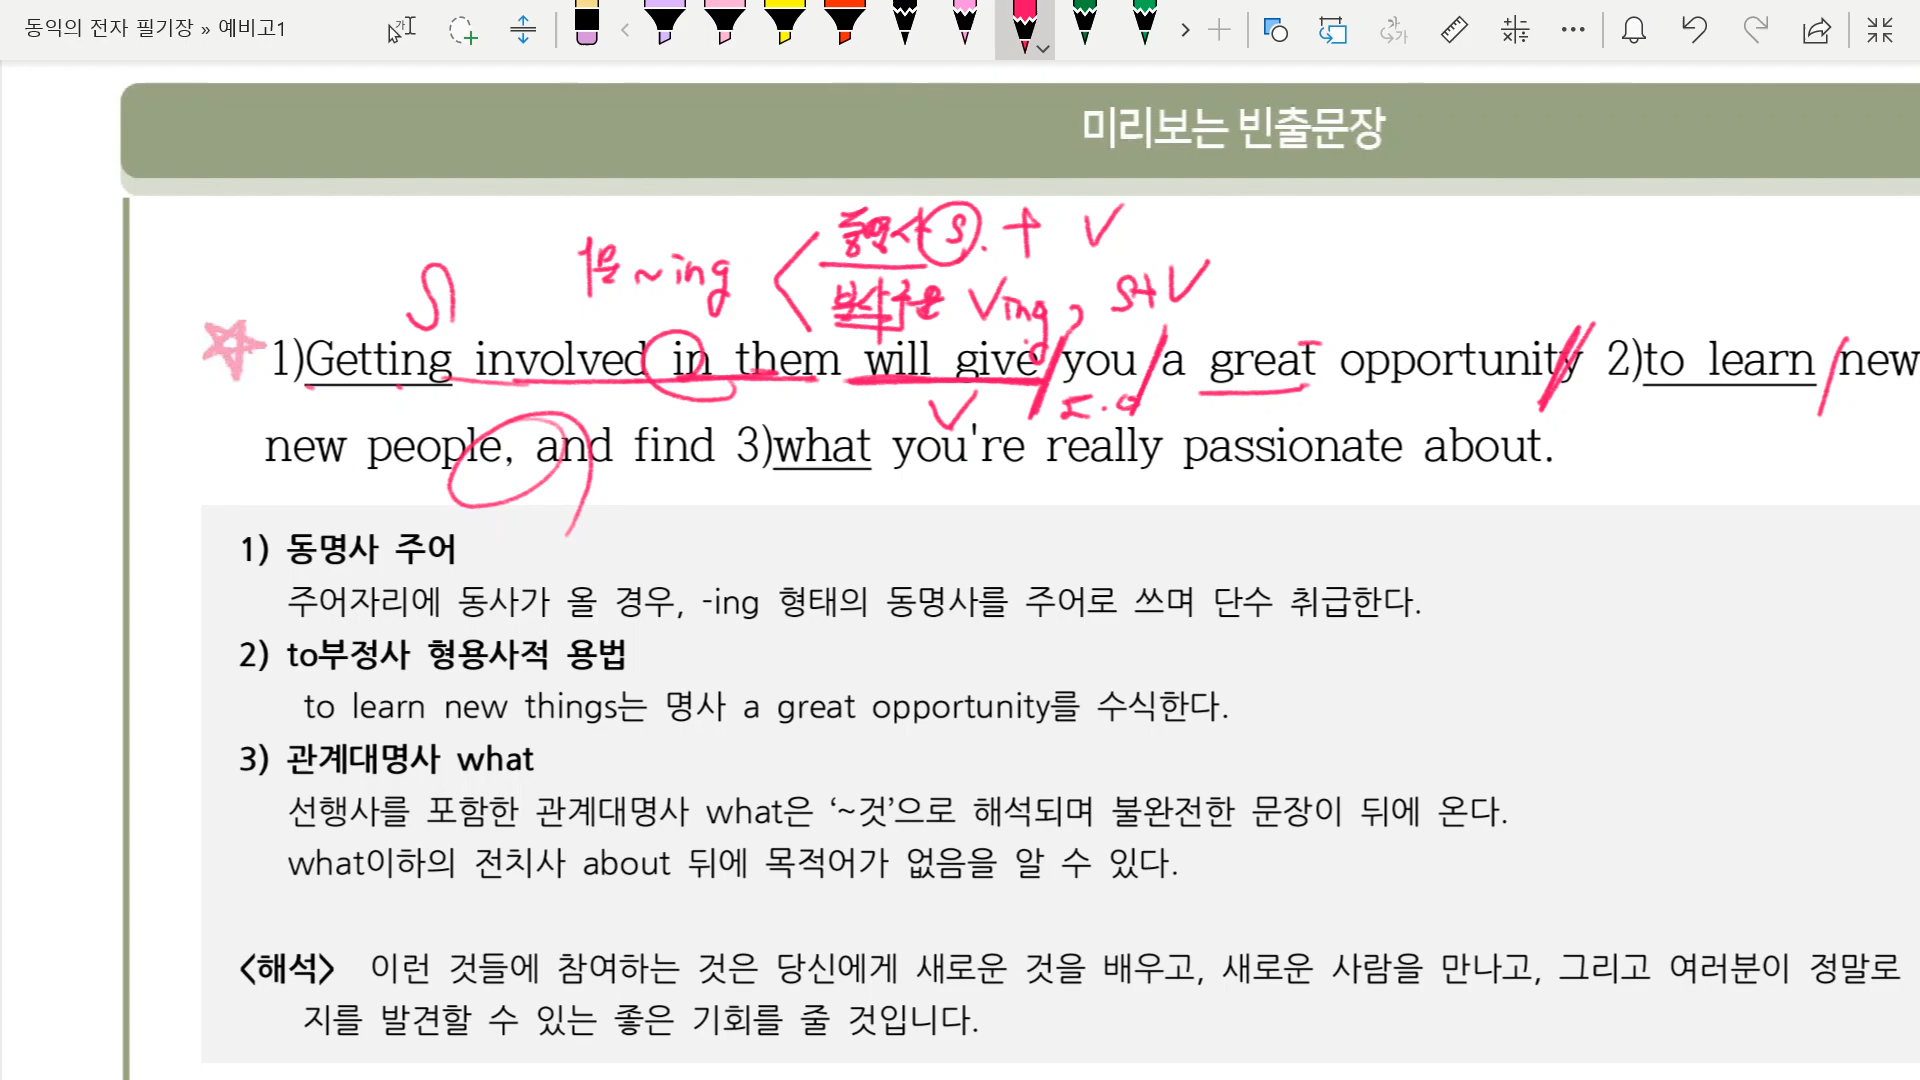 동익의 전자 필기장 » 예비고1
미리보는 빈출문장
동명사 S. + V
~ing
분사구문 Ving, S+V
S
1)Getting involved in them will give you a great opportunity 2)to learn new
V I.O
new people, and find 3)what you're really passionate about.
1) 동명사 주어
주어자리에 동사가 올 경우, -ing 형태의 동명사를 주어로 쓰며 단수 취급한다.
2) to부정사 형용사적 용법
to learn new things는 명사 a great opportunity를 수식한다.
3) 관계대명사 what
선행사를 포함한 관계대명사 what은 ‘~것’으로 해석되며 불완전한 문장이 뒤에 온다.
what이하의 전치사 about 뒤에 목적어가 없음을 알 수 있다.
<해석> 이런 것들에 참여하는 것은 당신에게 새로운 것을 배우고, 새로운 사람을 만나고, 그리고 여러분이 정말로
지를 발견할 수 있는 좋은 기회를 줄 것입니다.